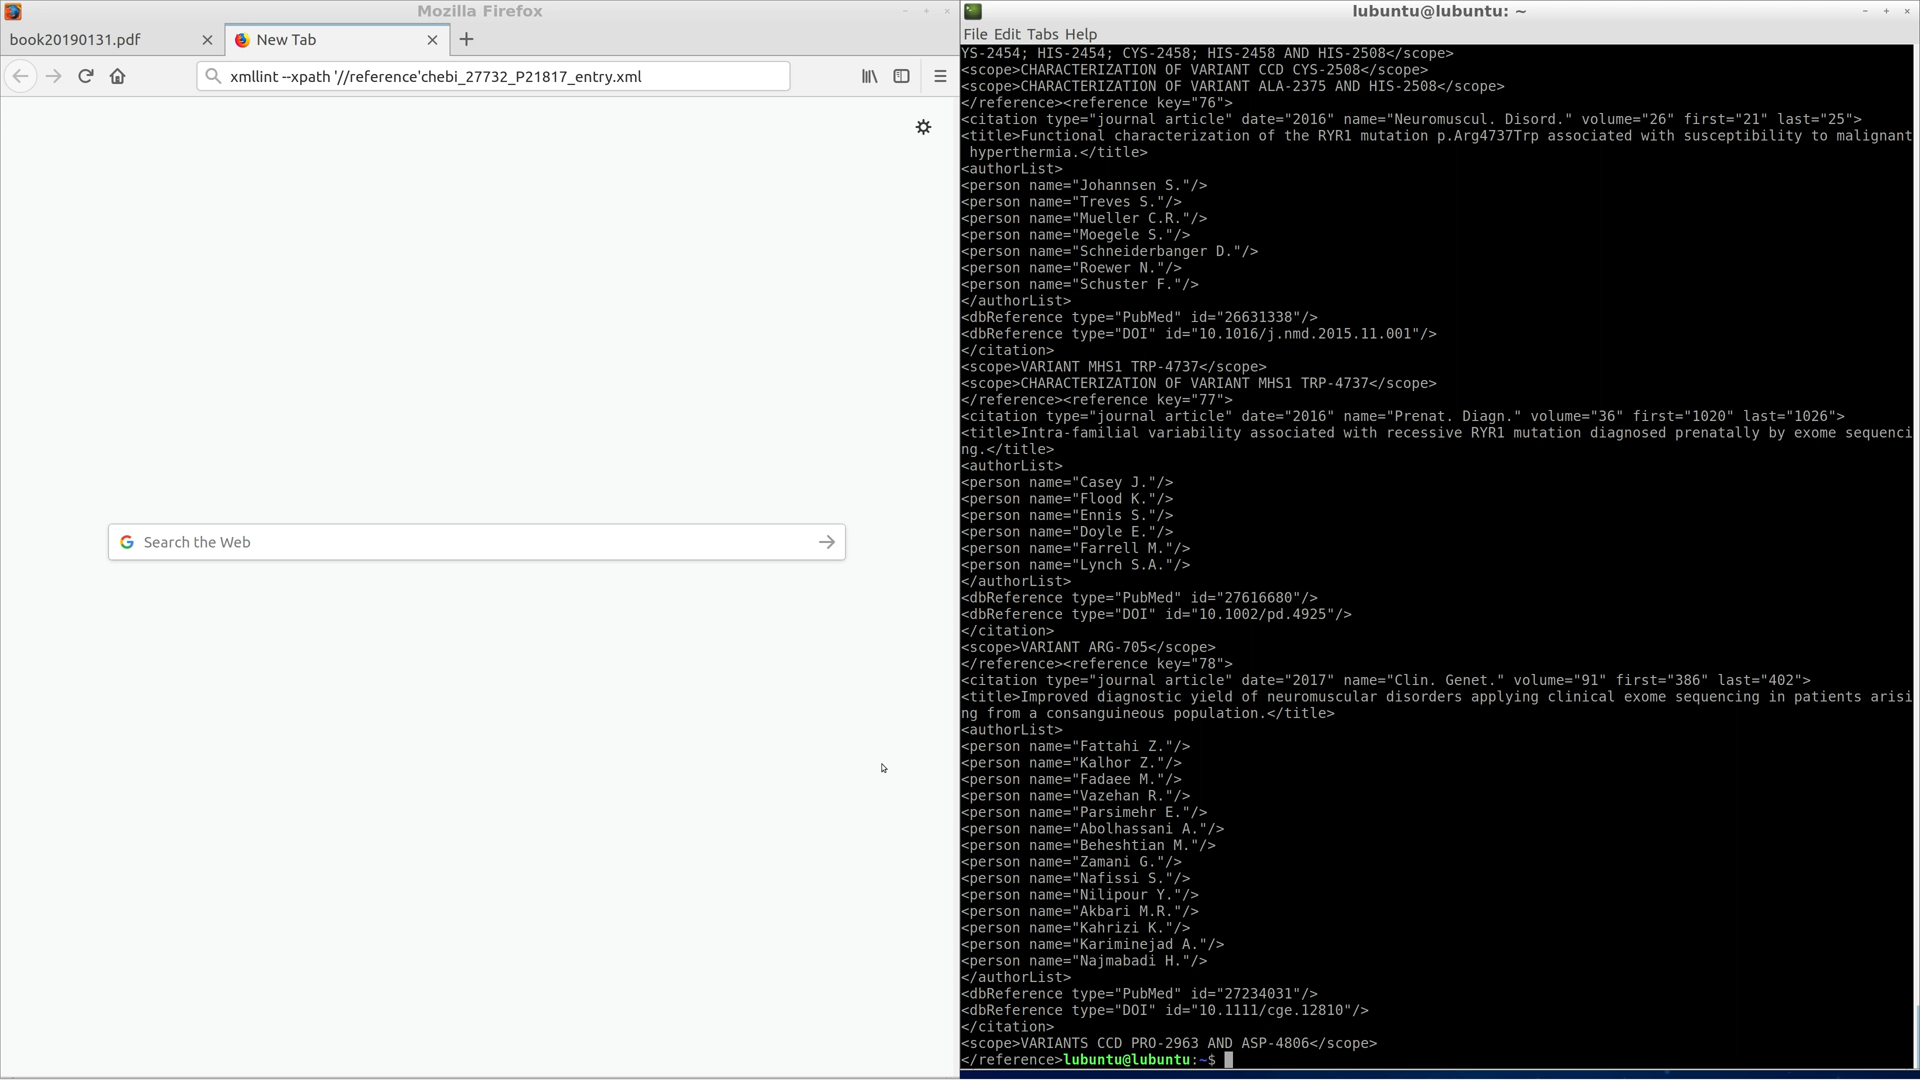 Mozilla Firefox
book20190131.pdf
New Tab
xmllint --xpath '//reference'chebi_27732_P21817_entry.xml
Search the Web
lubuntu@lubuntu: ~
File Edit Tabs Help
YS-2454; HIS-2454; CYS-2458; HIS-2458 AND HIS-2508</scope>
<scope>CHARACTERIZATION OF VARIANT CCD CYS-2508</scope>
<scope>CHARACTERIZATION OF VARIANT ALA-2375 AND HIS-2508</scope>
</reference><reference key="76">
<citation type="journal article" date="2016" name="Neuromuscul. Disord." volume="26" first="21" last="25">
<title>Functional characterization of the RYR1 mutation p.Arg4737Trp associated with susceptibility to malignant
 hyperthermia.</title>
<authorList>
<person name="Johannsen S."/>
<person name="Treves S."/>
<person name="Mueller C.R."/>
<person name="Moegele S."/>
<person name="Schneiderbanger D."/>
<person name="Roewer N."/>
<person name="Schuster F."/>
</authorList>
<dbReference type="PubMed" id="26631338"/>
<dbReference type="DOI" id="10.1016/j.nmd.2015.11.001"/>
</citation>
<scope>VARIANT MHS1 TRP-4737</scope>
<scope>CHARACTERIZATION OF VARIANT MHS1 TRP-4737</scope>
</reference><reference key="77">
<citation type="journal article" date="2016" name="Prenat. Diagn." volume="36" first="1020" last="1026">
<title>Intra-familial variability associated with recessive RYR1 mutation diagnosed prenatally by exome sequenci
ng.</title>
<authorList>
<person name="Casey J."/>
<person name="Flood K."/>
<person name="Ennis S."/>
<person name="Doyle E."/>
<person name="Farrell M."/>
<person name="Lynch S.A."/>
</authorList>
<dbReference type="PubMed" id="27616680"/>
<dbReference type="DOI" id="10.1002/pd.4925"/>
</citation>
<scope>VARIANT ARG-705</scope>
</reference><reference key="78">
<citation type="journal article" date="2017" name="Clin. Genet." volume="91" first="386" last="402">
<title>Improved diagnostic yield of neuromuscular disorders applying clinical exome sequencing in patients arisi
ng from a consanguineous population.</title>
<authorList>
<person name="Fattahi Z."/>
<person name="Kalhor Z."/>
<person name="Fadaee M."/>
<person name="Vazehan R."/>
<person name="Parsimehr E."/>
<person name="Abolhassani A."/>
<person name="Beheshtian M."/>
<person name="Zamani G."/>
<person name="Nafissi S."/>
<person name="Nilipour Y."/>
<person name="Akbari M.R."/>
<person name="Kahrizi K."/>
<person name="Kariminejad A."/>
<person name="Najmabadi H."/>
</authorList>
<dbReference type="PubMed" id="27234031"/>
<dbReference type="DOI" id="10.1111/cge.12810"/>
</citation>
<scope>VARIANTS CCD PRO-2963 AND ASP-4806</scope>
</reference>lubuntu@lubuntu:~$